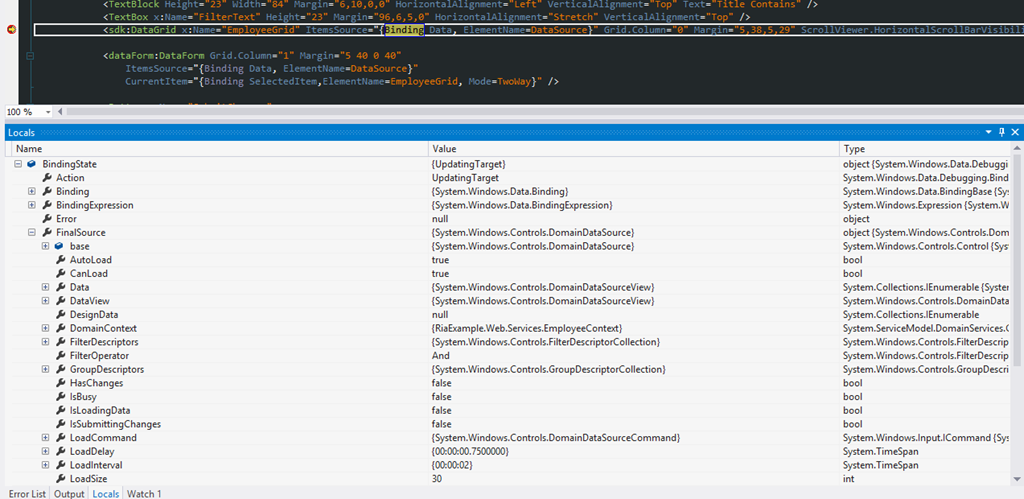 <TextBlock Height="23" Width="84" Margin="6,10,0,0" HorizontalAlignment="Left" VerticalAlignment="Top" Text="Title Contains" />
<TextBox x:Name="FilterText" Height="23" Margin="96,6,5,0" HorizontalAlignment="Stretch" VerticalAlignment="Top" />
<sdk:DataGrid x:Name="EmployeeGrid" ItemsSource="{Binding Data, ElementName=DataSource}" Grid.Column="0" Margin="5,38,5,29" ScrollViewer.HorizontalScrollBarVisibili
<dataForm:DataForm Grid.Column="1" Margin="5 40 0 40"
ItemsSource="{Binding Data, ElementName=DataSource}"
CurrentItem="{Binding SelectedItem,ElementName=EmployeeGrid, Mode=TwoWay}" />
100 %
Locals
Name Value Type
BindingState {UpdatingTarget} object {System.Windows.Data.Debuggi
Action UpdatingTarget System.Windows.Data.Debugging.Bind
Binding {System.Windows.Data.Binding} System.Windows.Data.BindingBase {Sys
BindingExpression {System.Windows.Data.BindingExpression} System.Windows.Expression {System.W
Error null object
FinalSource {System.Windows.Controls.DomainDataSource} object {System.Windows.Controls.Dom
base {System.Windows.Controls.DomainDataSource} System.Windows.Controls.Control {Sys
AutoLoad true bool
CanLoad true bool
Data {System.Windows.Controls.DomainDataSourceView} System.Collections.IEnumerable {System
DataView {System.Windows.Controls.DomainDataSourceView} System.Windows.Controls.DomainData
DesignData null System.Collections.IEnumerable
DomainContext {RiaExample.Web.Services.EmployeeContext} System.ServiceModel.DomainServices.C
FilterDescriptors {System.Windows.Controls.FilterDescriptorCollection} System.Windows.Controls.FilterDescrip
FilterOperator And System.Windows.Controls.FilterDescrip
GroupDescriptors {System.Windows.Controls.GroupDescriptorCollection} System.Windows.Controls.GroupDescri
HasChanges false bool
IsBusy false bool
IsLoadingData false bool
IsSubmittingChanges false bool
LoadCommand {System.Windows.Controls.DomainDataSourceCommand} System.Windows.Input.ICommand {Sys
LoadDelay {00:00:00.7500000} System.TimeSpan
LoadInterval {00:00:02} System.TimeSpan
LoadSize 30 int
Error List Output Locals Watch 1